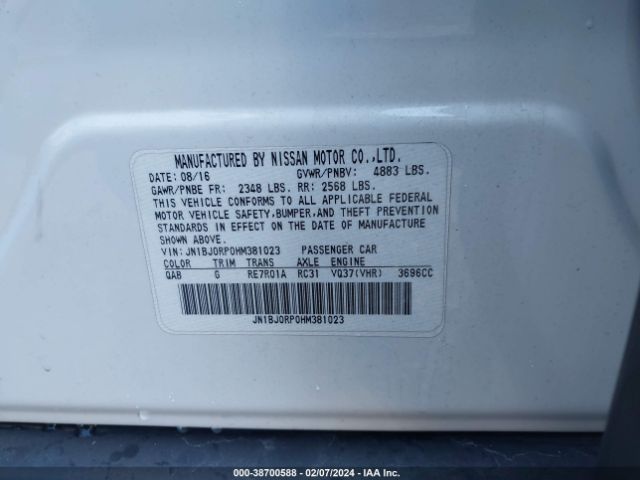 MANUFACTURED BY NISSAN MOTOR CO.,LTD.
DATE: 08/16 GVWR/PNBV: 4883 LBS.
GAWR/PNBE FR: 2348 LBS. RR: 2568 LBS.
THIS VEHICLE CONFORMS TO ALL APPLICABLE FEDERAL
MOTOR VEHICLE SAFETY,BUMPER,AND THEFT PREVENTION
STANDARDS IN EFFECT ON THE DATE OF MANUFACTURE
SHOWN ABOVE.
VIN:JN1BJ0RP0HM381023 PASSENGER CAR
COLOR TRIM TRANS AXLE ENGINE
QAB G RE7R01A RC31 VQ37(VHR) 3696CC
JN1BJ0RP0HM381023
000-38700588 - 02/07/2024 - IAA